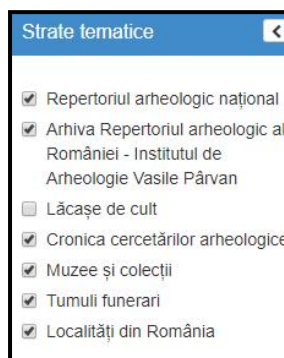 Strate tematice
Repertoriul arheologic național
Arhiva Repertoriul arheologic al
României - Institutul de
Arheologie Vasile Pârvan
Lăcașe de cult
Cronica cercetărilor arheologice
Muzee și colecții
Tumuli funerari
Localități din România